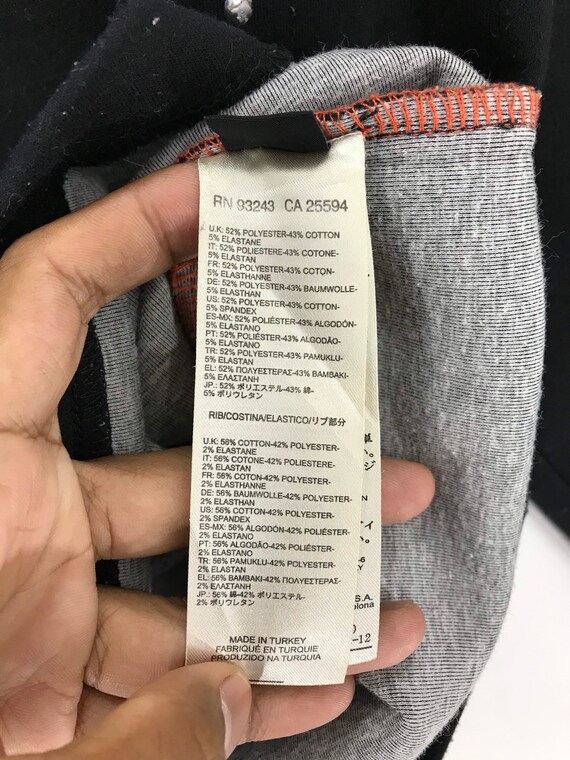 RN 93243 CA 25594
U.K: 52% POLYESTER-43% COTTON
5% ELASTANE
IT: 52% POLIESTERE-43% COTONE-
5% ELASTAN
FR: 52% POLYESTER-43% COTON-
5% ELASTHANNE
DE: 52% POLYESTER-43% BAUMWOLLE-
5% ELASTHAN
US: 52% POLYESTER-43% COTTON-
5% SPANDEX
ES-MX: 52% POLIÉSTER-43% ALGODÓN-
5% ELASTANO
PT: 52% POLIÉSTER-43% ALGODÃO-
5% ELASTANO
TR: 52% POLYESTER-43% PAMUKLU-
5% ELASTAN
EL: 52% ΠΟΛΥΕΣΤΕΡΑΣ-43% ΒΑΜΒΑΚΙ-
5% ΕΛΑΣΤΑΝΗ
JP.: 52% ポリエステル-43% 綿-
5% ポリウレタン
RIB/COSTINA/ELASTICO/リブ部分
U.K: 56% COTTON-42% POLYESTER-
2% ELASTANE
IT: 56% COTONE-42% POLIESTERE-
2% ELASTAN
FR: 56% COTON-42% POLYESTER-
2% ELASTHANNE
DE: 56% BAUMWOLLE-42% POLYESTER-
2% ELASTHAN
US: 56% COTTON-42% POLYESTER-
2% SPANDEX
ES-MX: 56% ALGODÓN-42% POLIÉSTER-
2% ELASTANO
PT: 56% ALGODÃO-42% POLIÉSTER-
2% ELASTANO
TR: 56% PAMUKLU-42% POLYESTER-
2% ELASTAN
EL: 56% ΒΑΜΒΑΚΙ-42% ΠΟΛΥΕΣΤΕΡΑΣ-
2% ΕΛΑΣΤΑΝΗ
JP.: 56% 綿-42% ポリエステル-
2% ポリウレタン
MADE IN TURKEY
FABRIQUÉ EN TURQUIE
PRODUZIDO NA TURQUIA
S.A.
-12